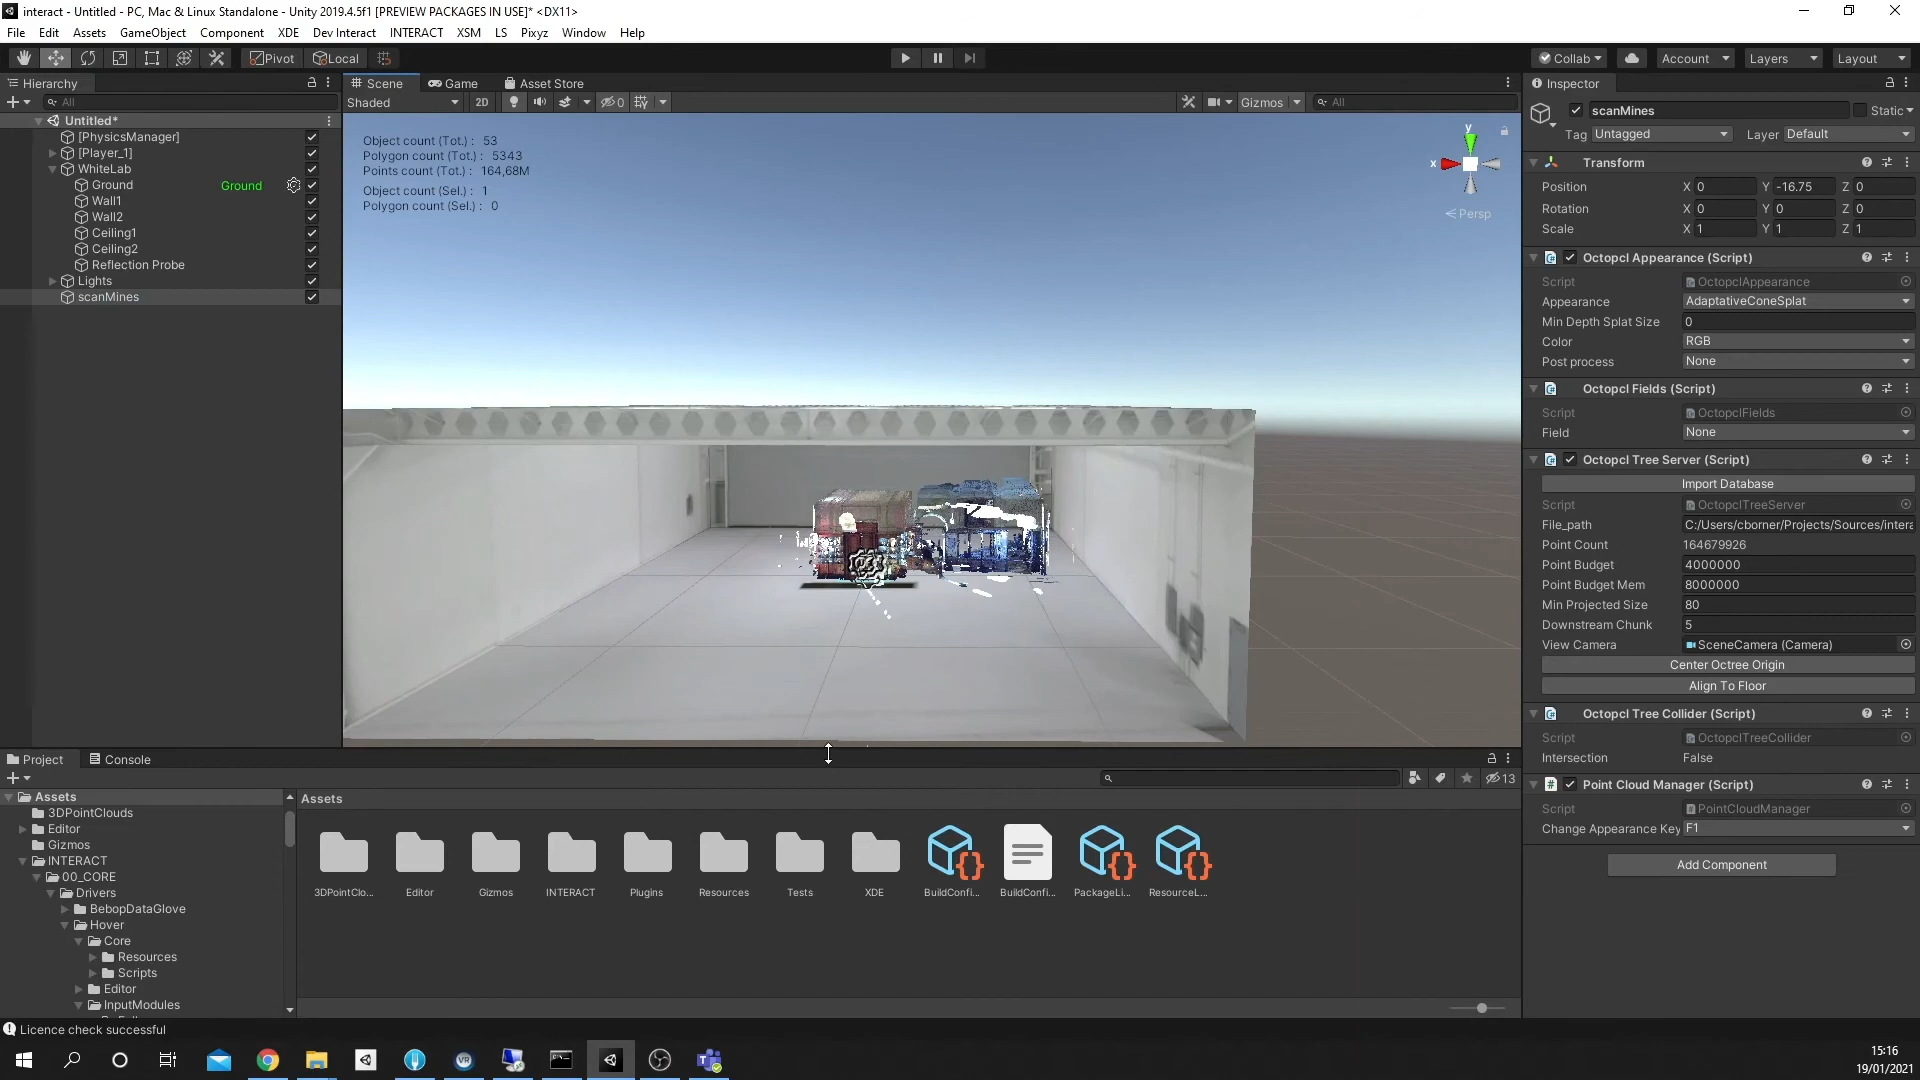 interact - Untitled - PC, Mac & Linux Standalone - Unity 2019.4.5f1 [PREVIEW PACKAGES IN USE]* <DX11>
File Edit Assets GameObject Component XDE Dev Interact INTERACT XSM LS Pixyz Window Help
Pivot Local Collab Account Layers Layout
Hierarchy
All
Untitled*
[PhysicsManager]
[Player_1]
WhiteLab
Ground Ground
Wall1
Wall2
Ceiling1
Ceiling2
Reflection Probe
Lights
scanMines
Scene Game Asset Store
Shaded 2D 0 Gizmos All
Object count (Tot.) : 53
Polygon count (Tot.) : 5343
Points count (Tot.) : 164,68M
Object count (Sel.) : 1
Polygon count (Sel.) : 0
y
x
Persp
Inspector
scanMines Static
Tag Untagged Layer Default
Transform
Position X 0 Y -16.75 Z 0
Rotation X 0 Y 0 Z 0
Scale X 1 Y 1 Z 1
Octopcl Appearance (Script)
Script OctopclAppearance
Appearance AdaptativeConeSplat
Min Depth Splat Size 0
Color RGB
Post process None
Octopcl Fields (Script)
Script OctopclFields
Field None
Octopcl Tree Server (Script)
Import Database
Script OctopclTreeServer
File_path C:/Users/cborner/Projects/Sources/intera
Point Count 164679926
Point Budget 4000000
Point Budget Mem 8000000
Min Projected Size 80
Downstream Chunk 5
View Camera SceneCamera (Camera)
Center Octree Origin
Align To Floor
Octopcl Tree Collider (Script)
Script OctopclTreeCollider
Intersection False
Point Cloud Manager (Script)
Script PointCloudManager
Change Appearance Key F1
Add Component
Project Console
13
Assets
3DPointClouds
Editor
Gizmos
INTERACT
00_CORE
Drivers
BebopDataGlove
Hover
Core
Resources
Scripts
Editor
InputModules
Assets
3DPointClo... Editor Gizmos INTERACT Plugins Resources Tests XDE BuildConfi... BuildConfi... PackageLi... ResourceL...
Licence check successful
15:16
19/01/2021